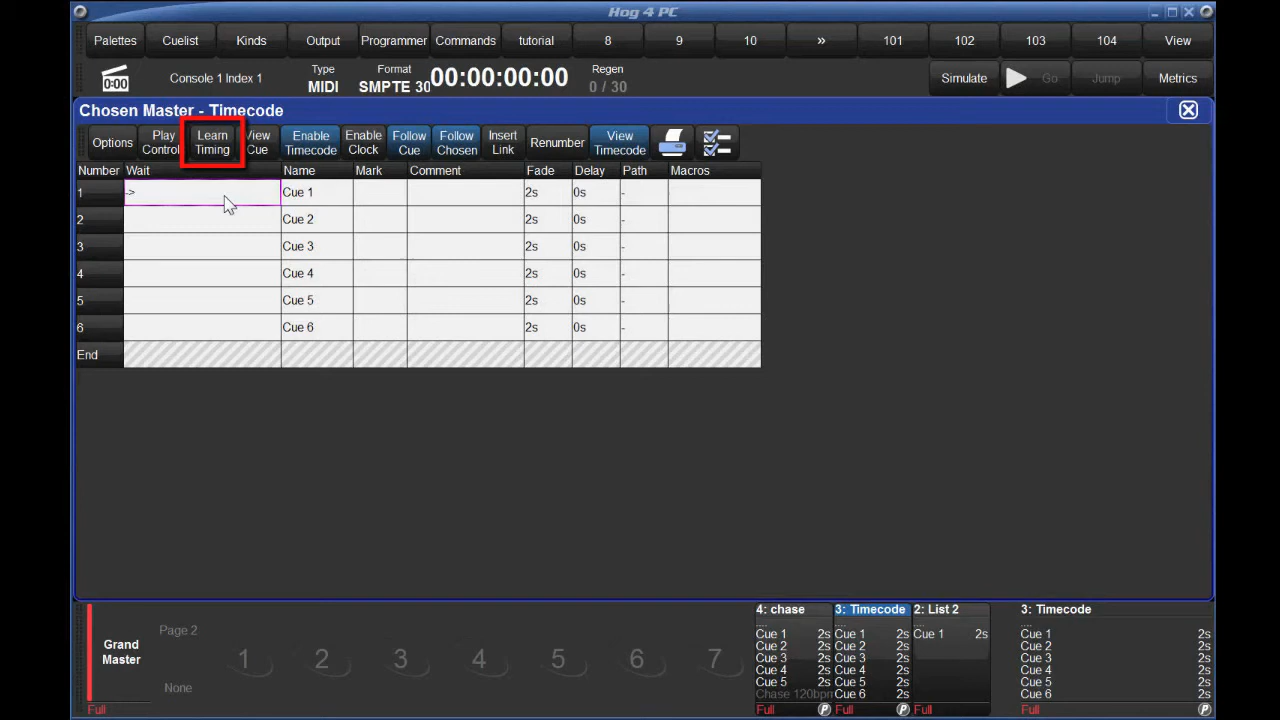 Hog 4 PC
Palettes Cuelist Kinds Output Programmer Commands tutorial 8 9 10 » 101 102 103 104 View
0:00 Console 1 Index 1 Type MIDI Format SMPTE 30 00:00:00:00 Regen 0 / 30 Simulate Go Jump Metrics
Chosen Master - Timecode
Options Play Control Learn Timing View Cue Enable Timecode Enable Clock Follow Cue Follow Chosen Insert Link Renumber View Timecode
Number Wait Name Mark Comment Fade Delay Path Macros
1 -> Cue 1 2s 0s -
2 Cue 2 2s 0s -
3 Cue 3 2s 0s -
4 Cue 4 2s 0s -
5 Cue 5 2s 0s -
6 Cue 6 2s 0s -
End
Grand Master
Full
Page 2
None
1 2 3 4 5 6 7
4: chase
....
Cue 1 2s
Cue 2 2s
Cue 3 2s
Cue 4 2s
Cue 5 2s
Chase 120bpm
Full P
3: Timecode
....
Cue 1 2s
Cue 2 2s
Cue 3 2s
Cue 4 2s
Cue 5 2s
Cue 6 2s
Full P
2: List 2
....
Cue 1 2s
Full
3: Timecode
....
Cue 1 2s
Cue 2 2s
Cue 3 2s
Cue 4 2s
Cue 5 2s
Cue 6 2s
Full P